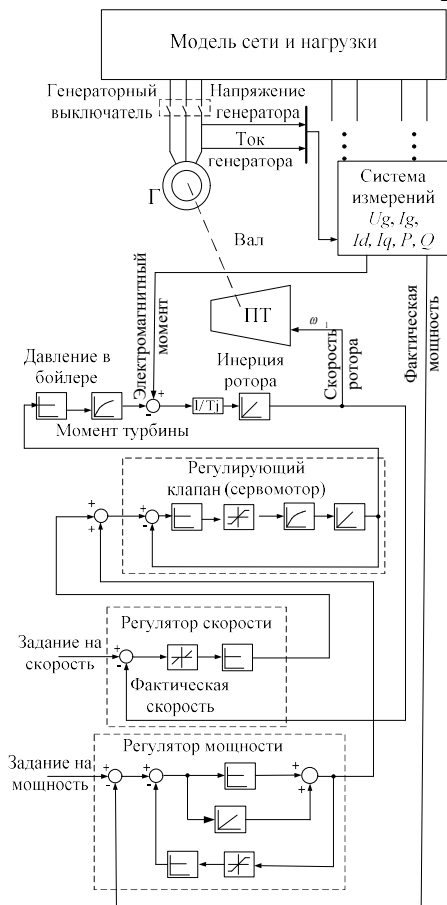 Модель сети и нагрузки
Генераторный
выключатель
Напряжение
генератора
Ток
генератора
Г
Система
измерений
Ug, Ig,
Id, Iq, P, Q
Вал
ПТ
ω
Электромагнитный
момент
Скорость
ротора
Фактическая
мощность
Давление в
бойлере
Инерция
ротора
+
-
1/Tj
Момент турбины
Регулирующий
клапан (сервомотор)
+
+
+
-
Регулятор скорости
Задание на
скорость
+
-
Фактическая
скорость
Регулятор мощности
Задание на
мощность
+
-
+
-
+
+